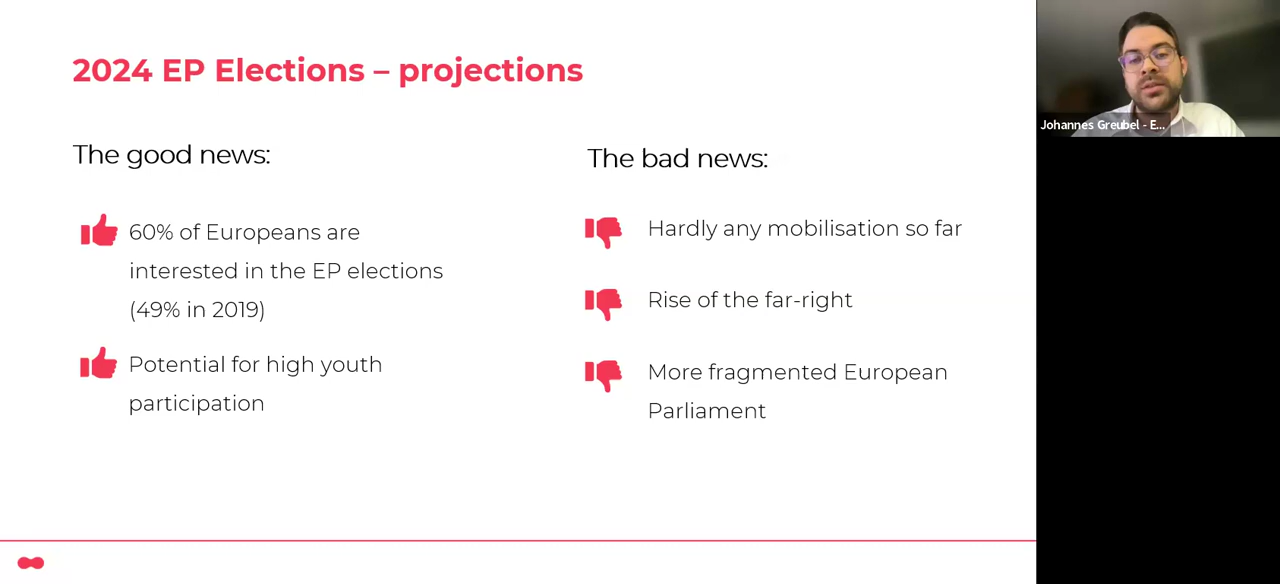 2024 EP Elections – projections
The good news:
60% of Europeans are
interested in the EP elections
(49% in 2019)
Potential for high youth
participation
The bad news:
Hardly any mobilisation so far
Rise of the far-right
More fragmented European
Parliament
Johannes Greubel - E...